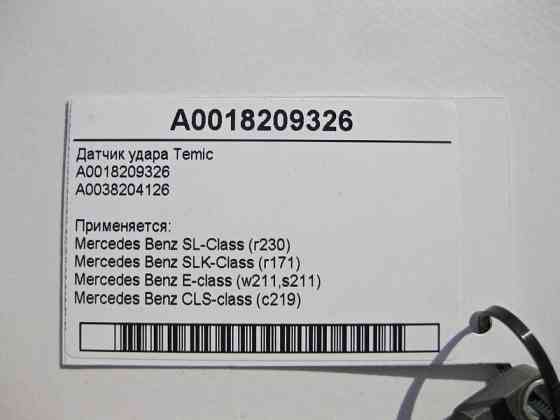 A0018209326
Датчик удара Temic
A0018209326
A0038204126
Применяется:
Mercedes Benz SL-Class (r230)
Mercedes Benz SLK-Class (r171)
Mercedes Benz E-class (w211,s211)
Mercedes Benz CLS-class (c219)